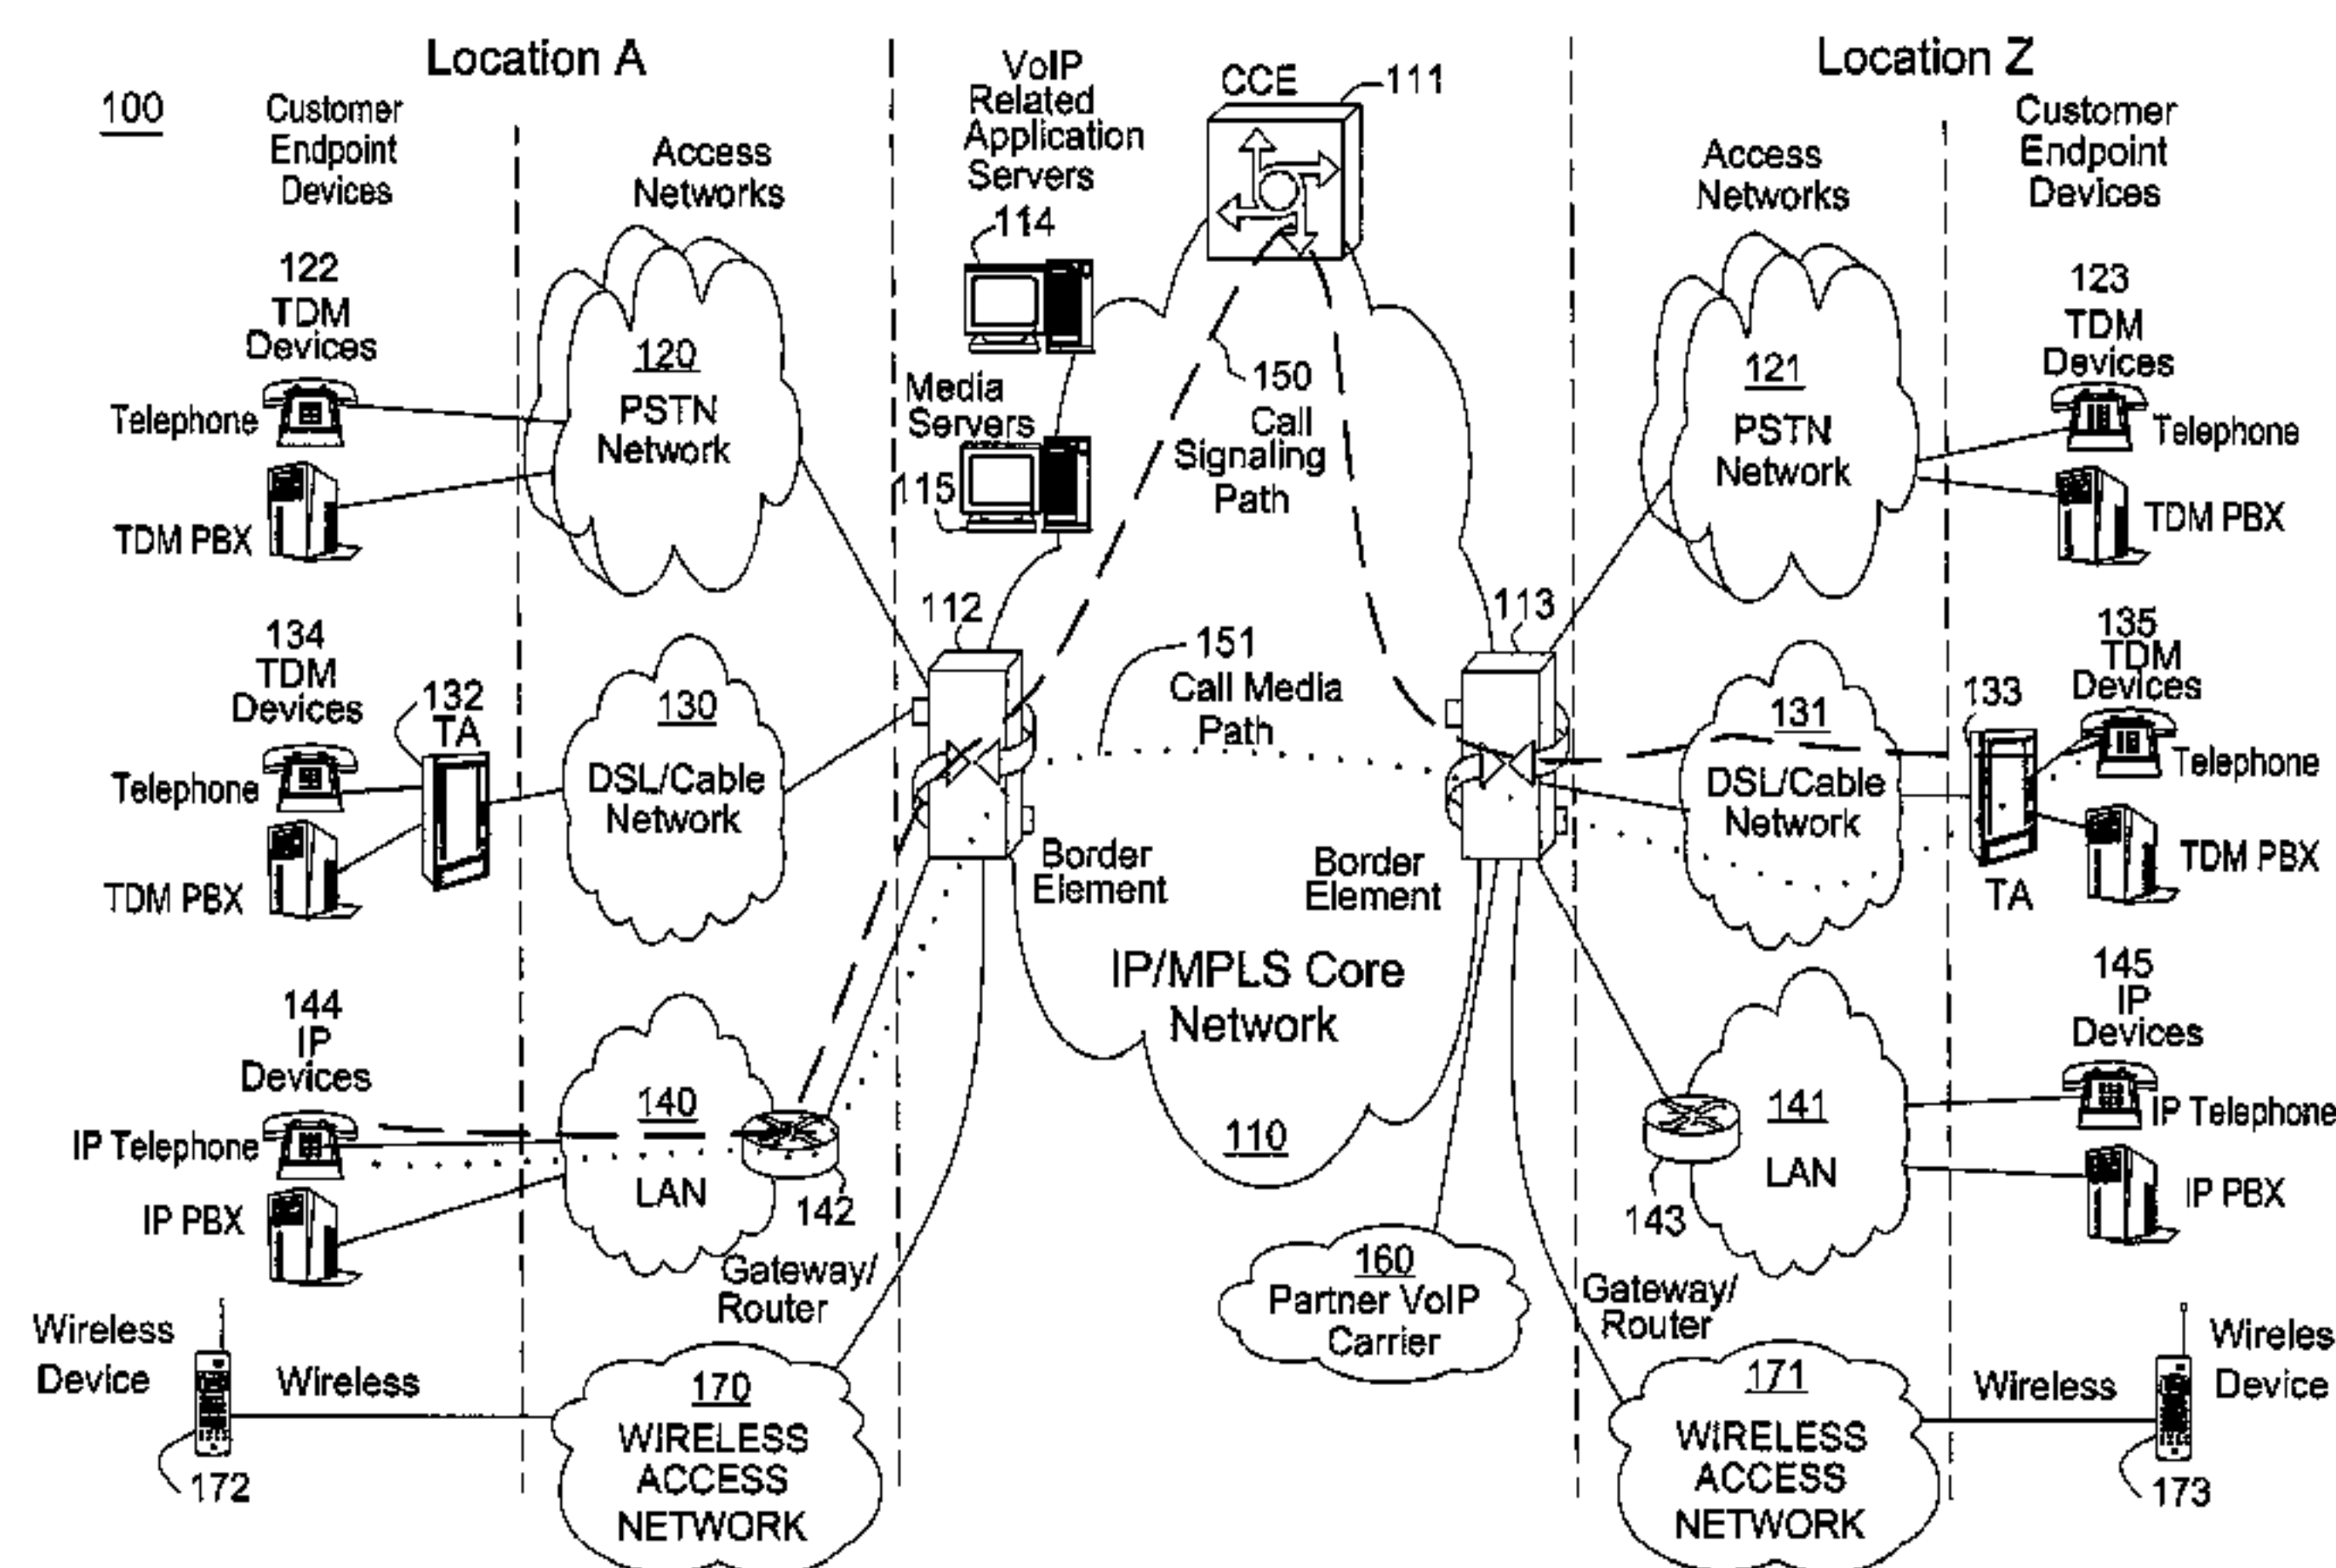 Location A
Location Z
100
Customer
Endpoint
Devices
Access
Networks
VoIP
Related
Application
Servers
114
CCE
111
Access
Networks
Customer
Endpoint
Devices
122
TDM
Devices
Telephone
TDM PBX
120
PSTN
Network
Media
Servers
115
150
Call
Signaling
Path
121
PSTN
Network
123
TDM
Devices
Telephone
TDM PBX
134
TDM
Devices
Telephone
TDM PBX
132
TA
130
DSL/Cable
Network
112
151
Call Media
Path
113
131
DSL/Cable
Network
133
TA
135
TDM
Devices
Telephone
TDM PBX
Border
Element
Border
Element
IP/MPLS Core
Network
110
144
IP
Devices
IP Telephone
IP PBX
140
LAN
142
Gateway/
Router
160
Partner VoIP
Carrier
143
Gateway/
Router
141
LAN
145
IP
Devices
IP Telephone
IP PBX
Wireless
Device
172
Wireless
170
WIRELESS
ACCESS
NETWORK
171
WIRELESS
ACCESS
NETWORK
Wireless
Wireles
Device
173